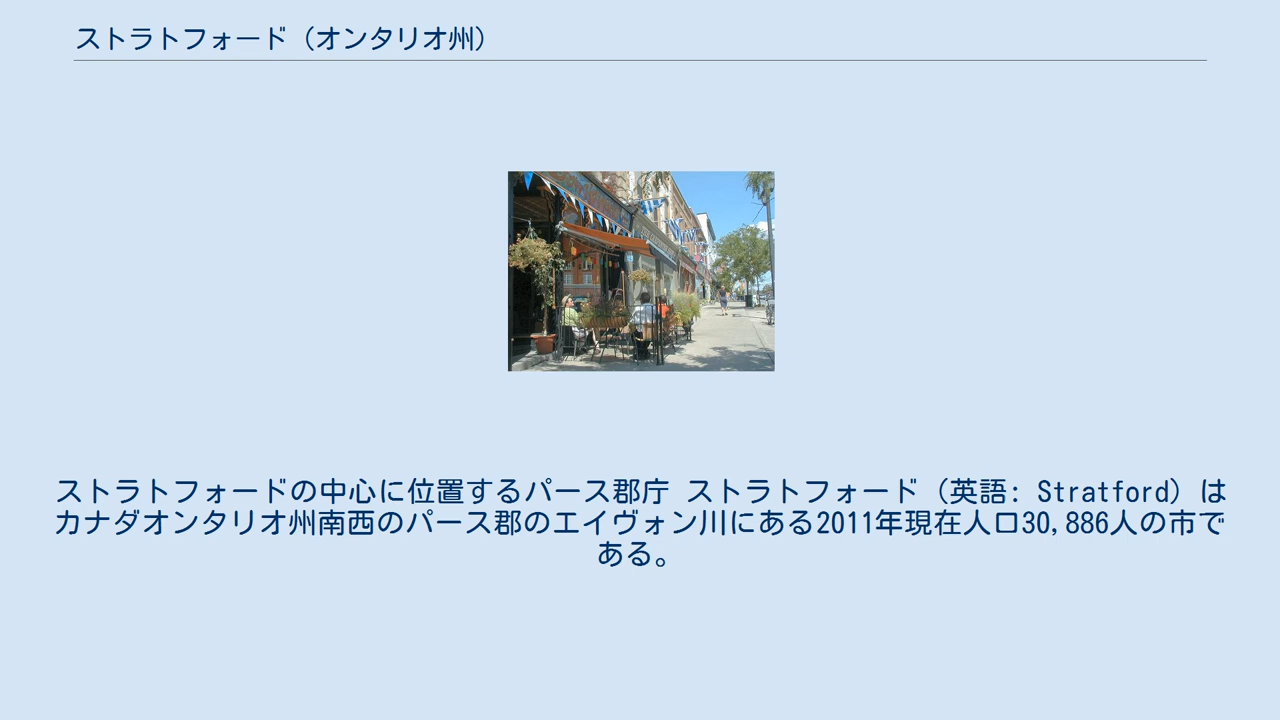 ストラトフォード（オンタリオ州）
ストラトフォードの中心に位置するパース郡庁 ストラトフォード（英語: Stratford）は
カナダオンタリオ州南西のパース郡のエイヴォン川にある2011年現在人口30,886人の市で
ある。